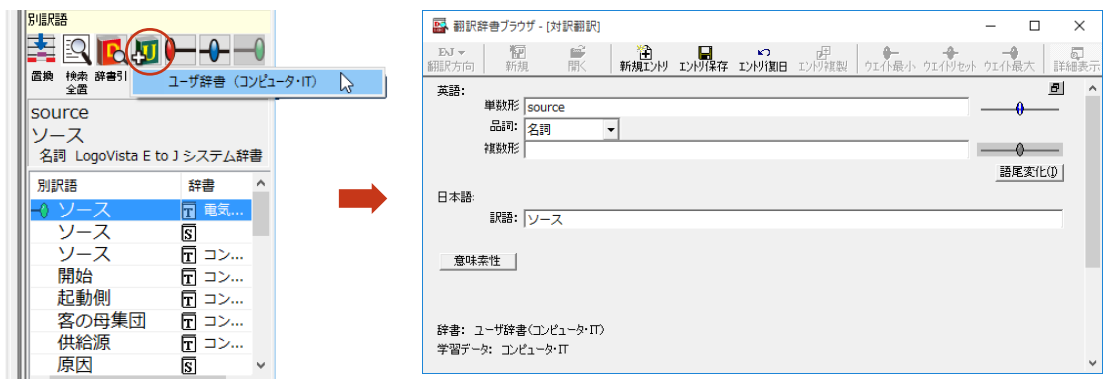 別訳語
置換 検索全置 辞書引
ユーザ辞書（コンピュータ・IT）
source
ソース
名詞 LogoVista E to J システム辞書
別訳語 辞書
ソース T 電気...
ソース S
ソース T コン...
開始 T コン...
起動側 T コン...
客の母集団 T コン...
供給源 T コン...
原因 S
翻訳辞書ブラウザ - [対訳翻訳]
EtoJ
翻訳方向 新規 開く 新規エントリ エントリ保存 エントリ復旧 エントリ複製 ウエイト最小 ウエイトリセット ウエイト最大 詳細表示
英語:
単数形 source
品詞: 名詞
複数形
語尾変化(I)
日本語:
訳語: ソース
意味素性
辞書: ユーザ辞書(コンピュータ・IT)
学習データ: コンピュータ・IT